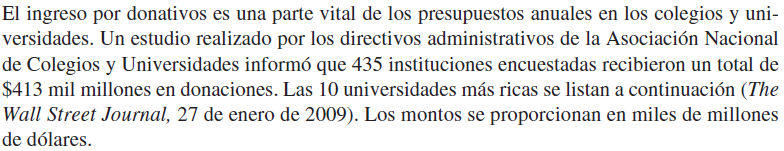 El ingreso por donativos es una parte vital de los presupuestos anuales en los colegios y uni-
versidades. Un estudio realizado por los directivos administrativos de la Asociación Nacional
de Colegios y Universidades informó que 435 instituciones encuestadas recibieron un total de
$413 mil millones en donaciones. Las 10 universidades más ricas se listan a continuación (The
Wall Street Journal, 27 de enero de 2009). Los montos se proporcionan en miles de millones
de dólares.